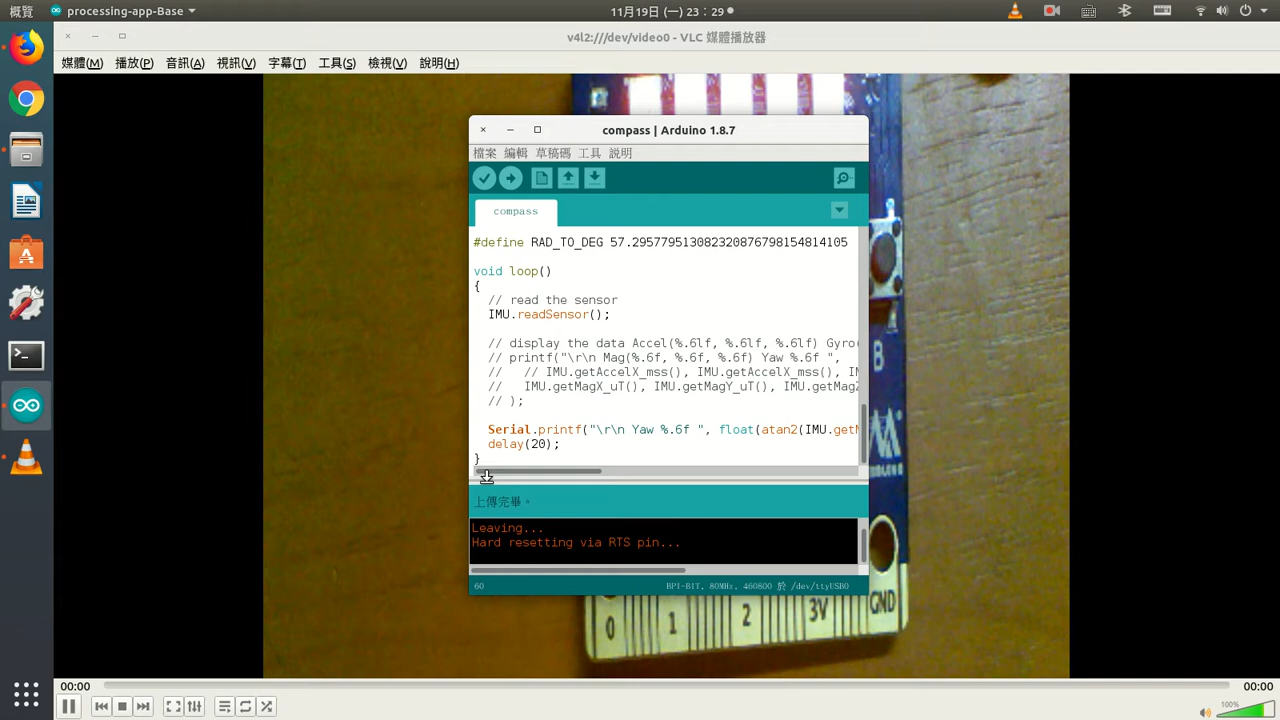 概覽 processing-app-Base 11月19日 (一) 23：29
v4l2:///dev/video0 - VLC 媒體播放器
媒體(M) 播放(P) 音訊(A) 視訊(V) 字幕(T) 工具(S) 檢視(V) 說明(H)
compass | Arduino 1.8.7
檔案 編輯 草稿碼 工具 說明
compass
#define RAD_TO_DEG 57.295779513082320876798154814105
void loop()
{
// read the sensor
IMU.readSensor();
// display the data Accel(%.6lf, %.6lf, %.6lf) Gyro(
// printf("\r\n Mag(%.6f, %.6f, %.6f) Yaw %.6f ",
// // IMU.getAccelX_mss(), IMU.getAccelX_mss(), IM
// IMU.getMagX_uT(), IMU.getMagY_uT(), IMU.getMagZ
// );
Serial.printf("\r\n Yaw %.6f ", float(atan2(IMU.getM
delay(20);
}
上傳完畢。
Leaving...
Hard resetting via RTS pin...
60 BPI-BIT, 80MHz, 460800 於 /dev/ttyUSB0
B
0 1 2 3V GND
00:00 00:00
100%